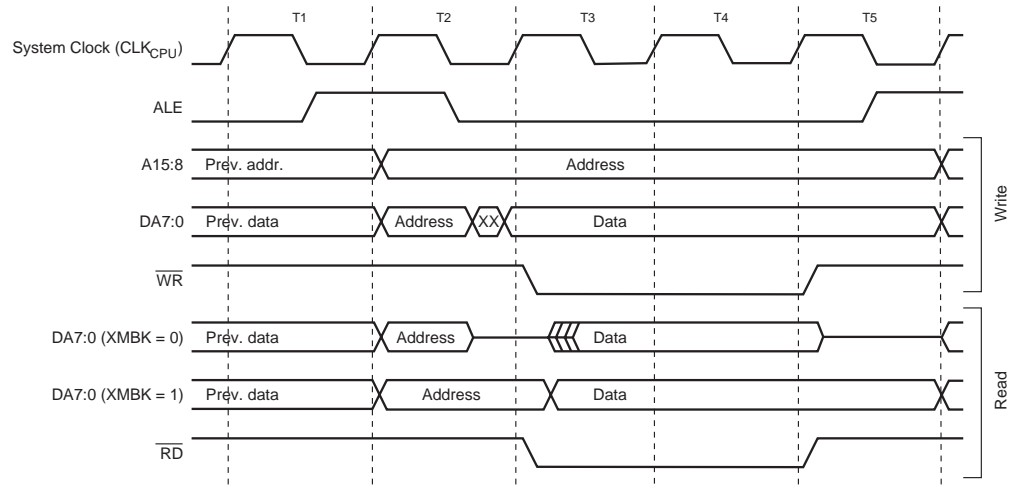 T1 T2 T3 T4 T5
System Clock (CLKCPU)
ALE
A15:8 Prev. addr. Address
DA7:0 Prev. data Address XX Data
WR
Write
DA7:0 (XMBK = 0) Prev. data Address Data
DA7:0 (XMBK = 1) Prev. data Address Data
RD
Read